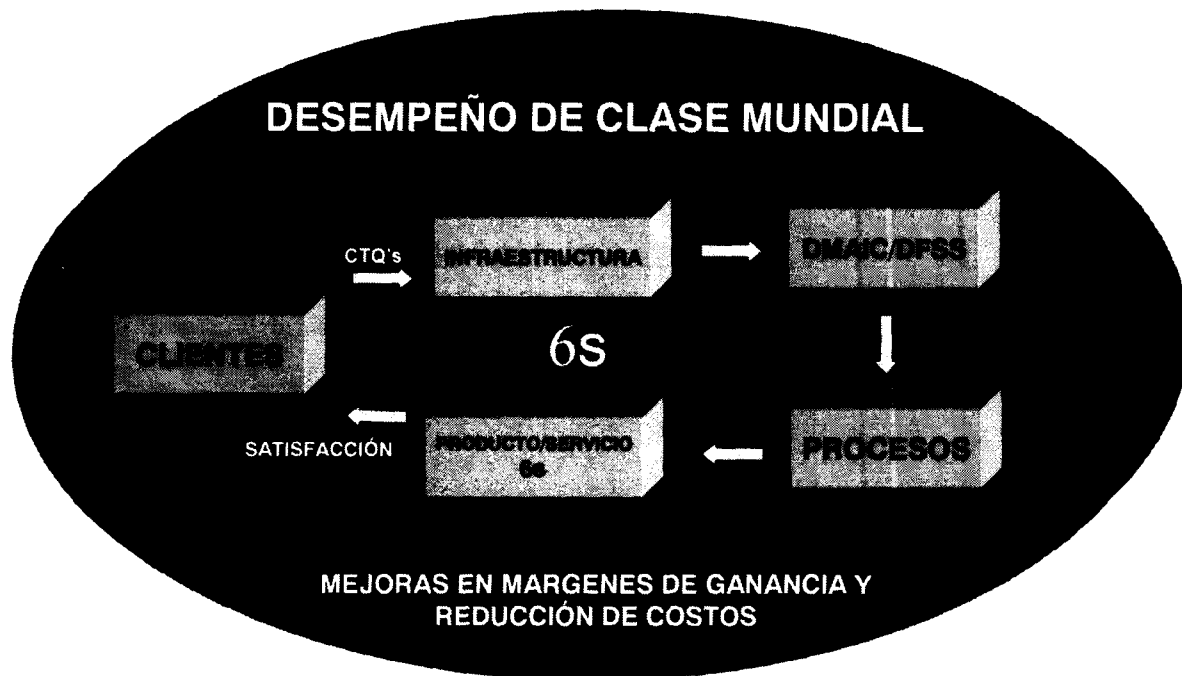 DESEMPEÑO DE CLASE MUNDIAL
CTQ's
INFRAESTRUCTURA
DMAIC/DFSS
CLIENTES
6s
SATISFACCIÓN
PRODUCTO/SERVICIO
6s
PROCESOS
MEJORAS EN MARGENES DE GANANCIA Y
REDUCCIÓN DE COSTOS